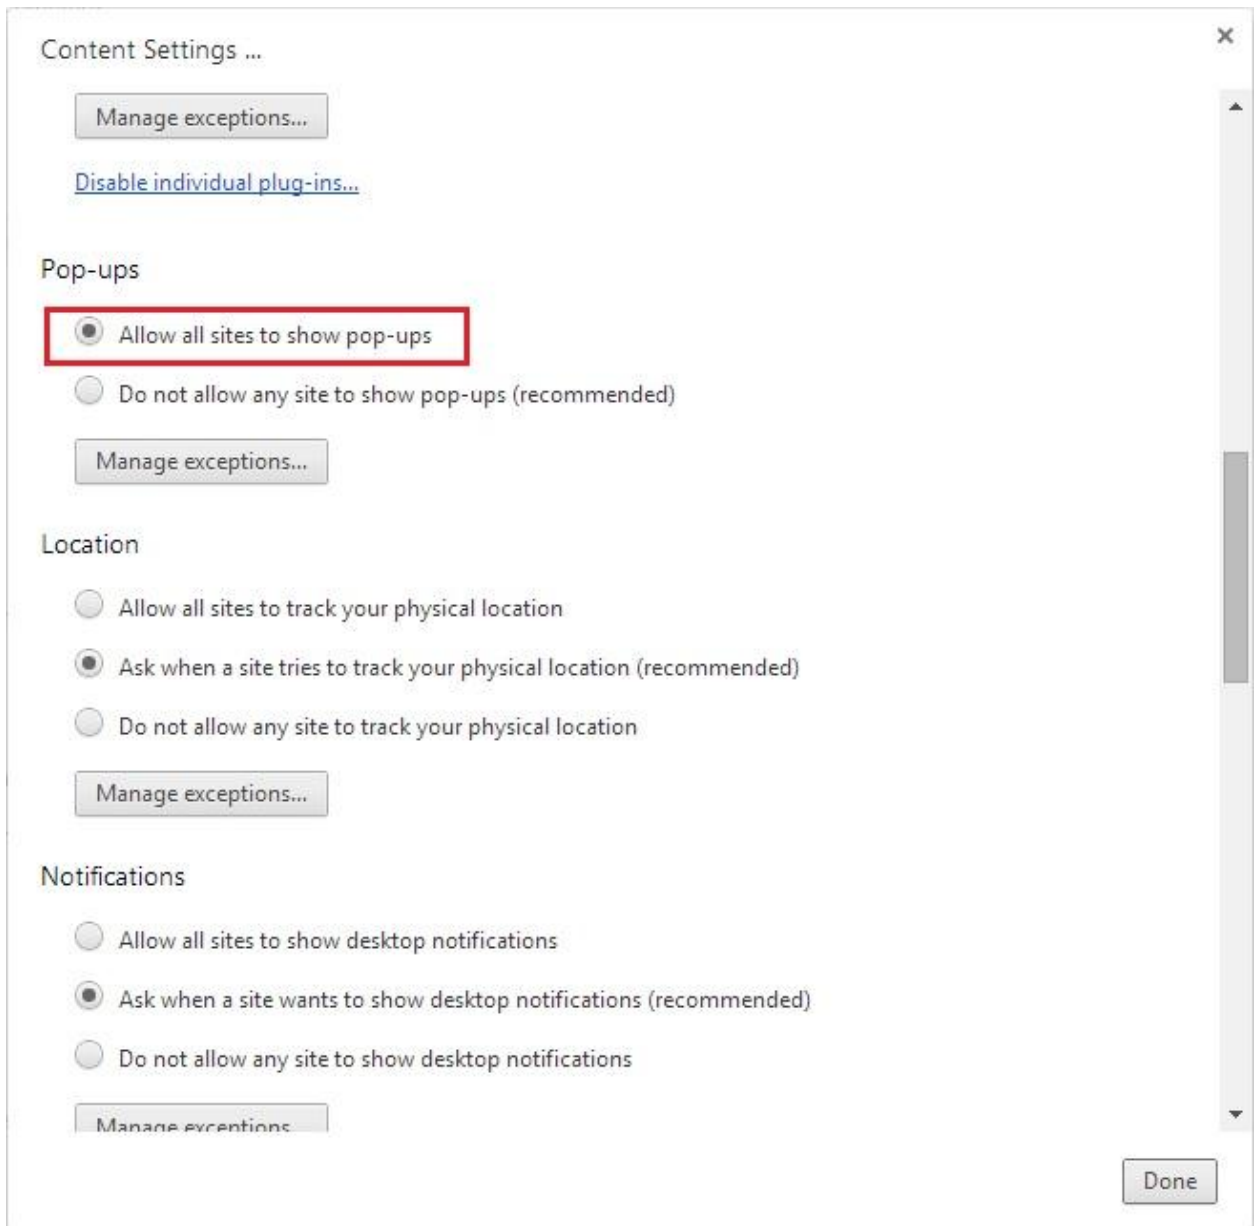 Content Settings ...
Manage exceptions...
Disable individual plug-ins...
Pop-ups
Allow all sites to show pop-ups
Do not allow any site to show pop-ups (recommended)
Manage exceptions...
Location
Allow all sites to track your physical location
Ask when a site tries to track your physical location (recommended)
Do not allow any site to track your physical location
Manage exceptions...
Notifications
Allow all sites to show desktop notifications
Ask when a site wants to show desktop notifications (recommended)
Do not allow any site to show desktop notifications
Manage exceptions...
Done